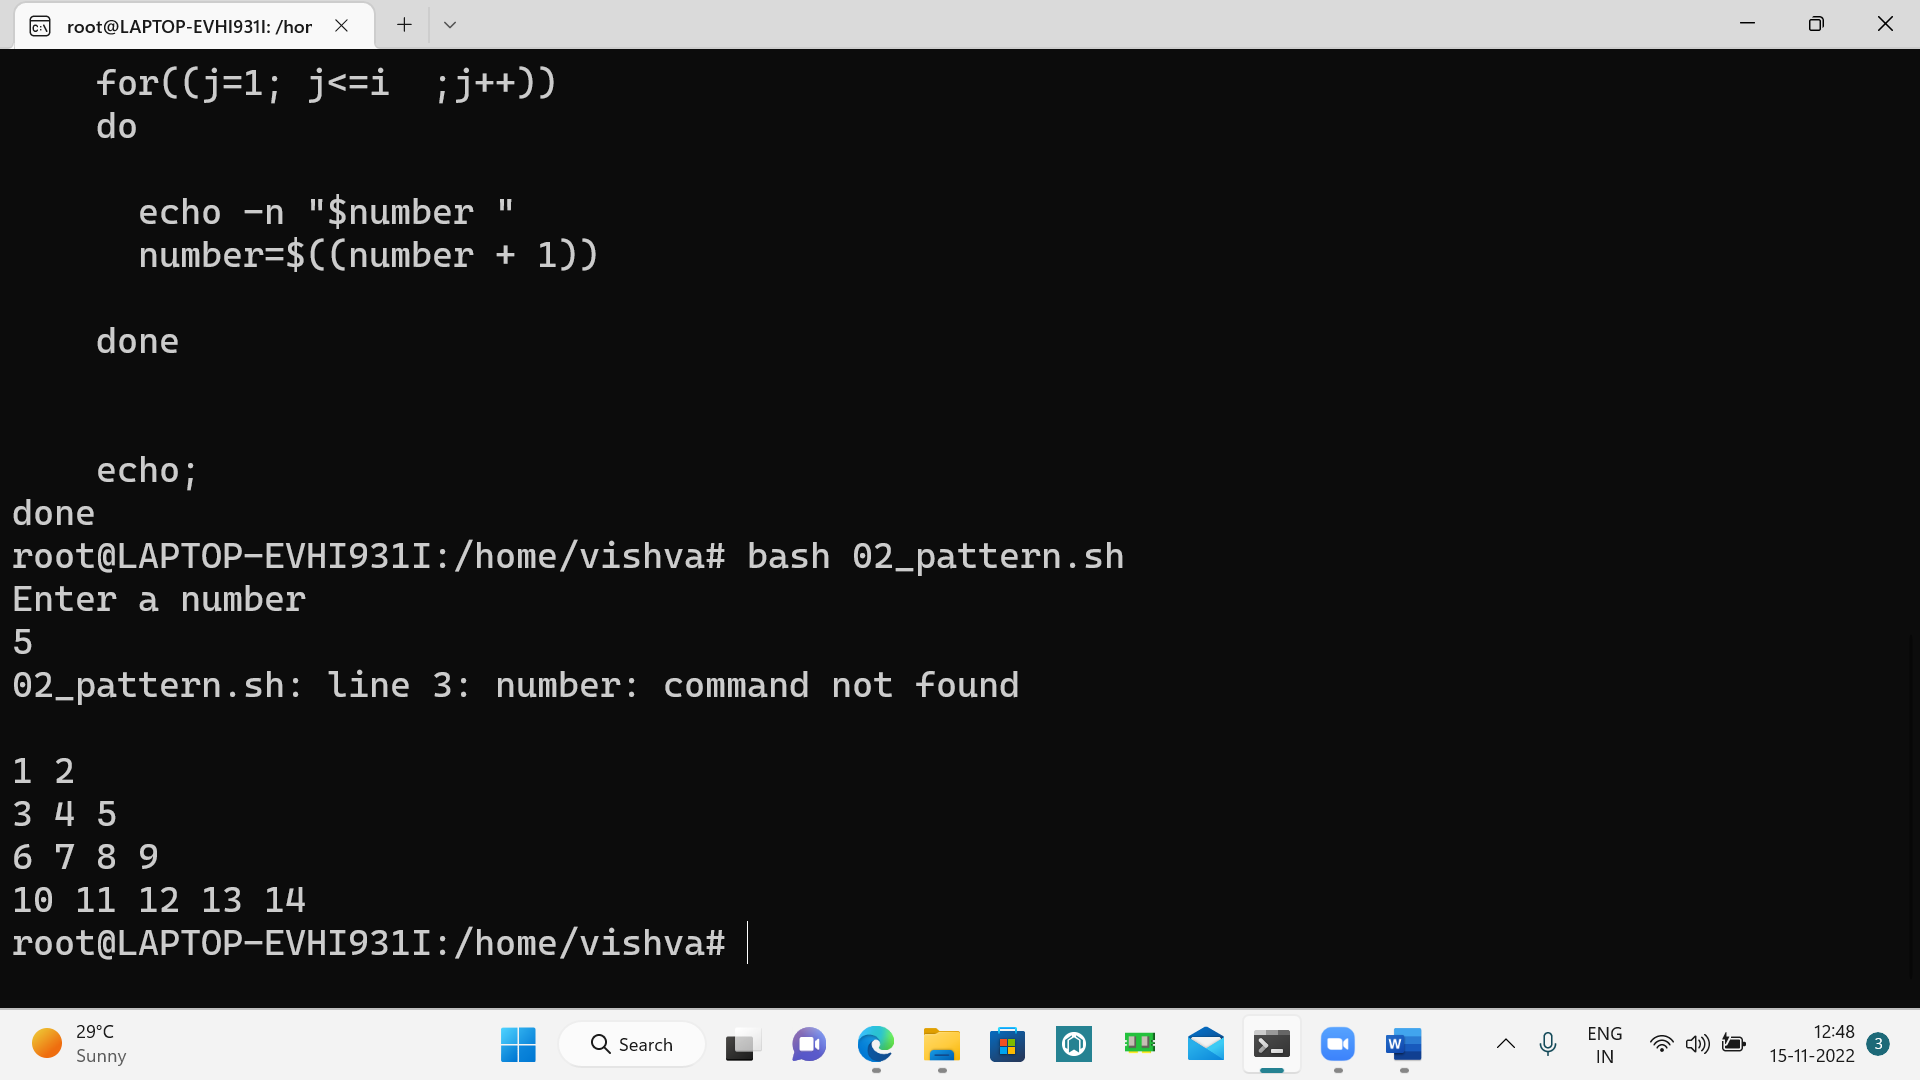 root@LAPTOP-EVHI931I: /hor
    for((j=1; j<=i  ;j++))
    do
      echo -n "$number "
      number=$((number + 1))
    done
    echo;
done
root@LAPTOP-EVHI931I:/home/vishva# bash 02_pattern.sh
Enter a number
5
02_pattern.sh: line 3: number: command not found
1 2
3 4 5
6 7 8 9
10 11 12 13 14
root@LAPTOP-EVHI931I:/home/vishva#
29°C
Sunny
Search
ENG
IN
12:48
15-11-2022
3